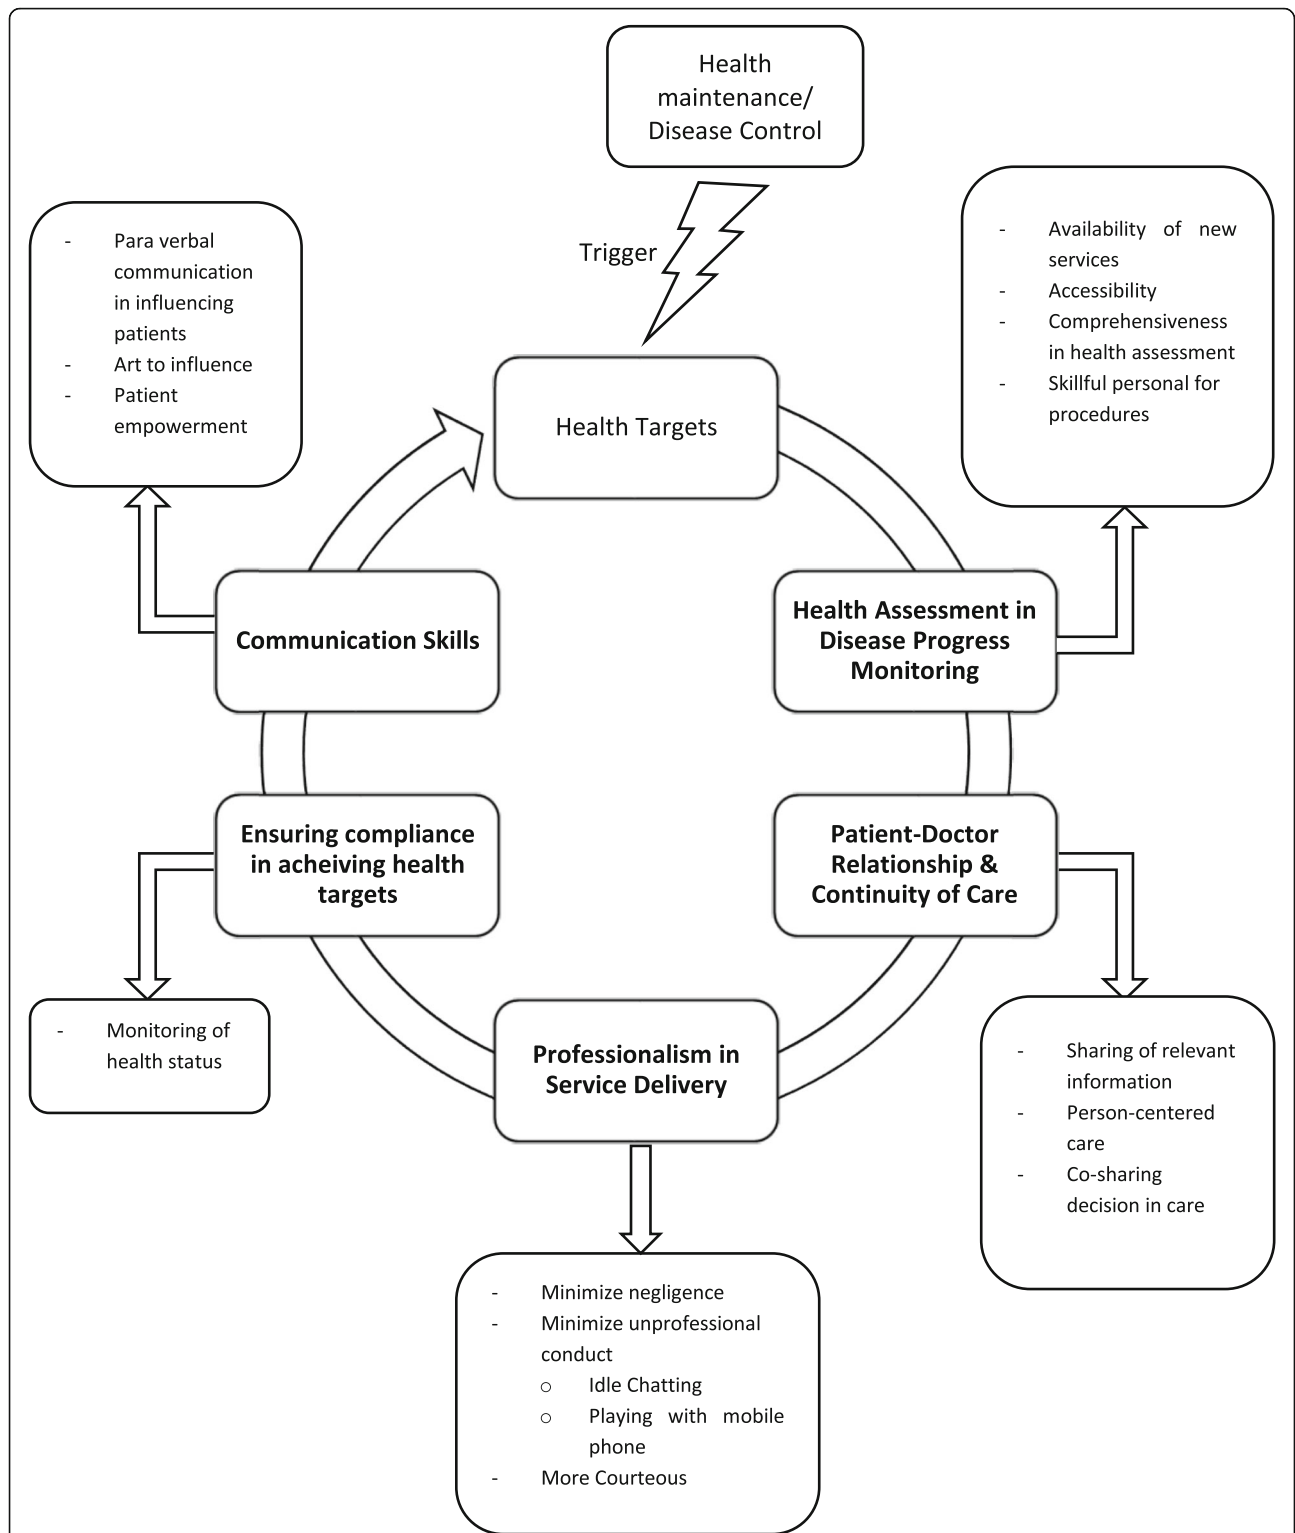 Health
maintenance/
Disease Control
Trigger
- Para verbal
communication
in influencing
patients
- Art to influence
- Patient
empowerment
- Availability of new
services
- Accessibility
- Comprehensiveness
in health assessment
- Skillful personal for
procedures
Health Targets
Communication Skills
Health Assessment in
Disease Progress
Monitoring
Ensuring compliance
in acheiving health
targets
Patient-Doctor
Relationship &
Continuity of Care
- Monitoring of
health status
Professionalism in
Service Delivery
- Sharing of relevant
information
- Person-centered
care
- Co-sharing
decision in care
- Minimize negligence
- Minimize unprofessional
conduct
o Idle Chatting
o Playing with mobile
phone
- More Courteous